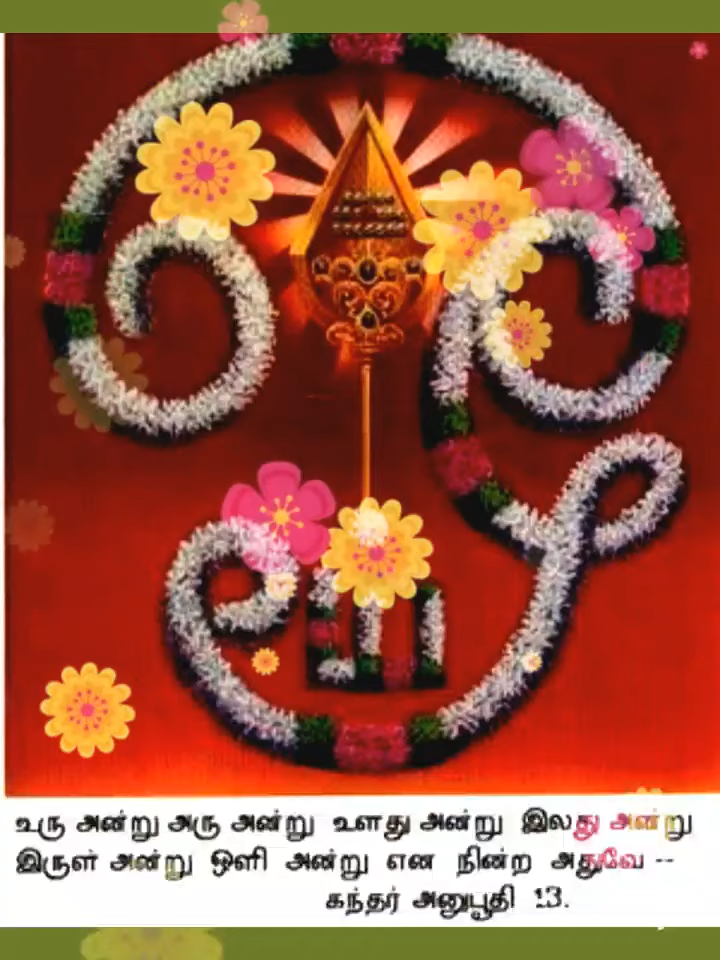 ஓம்
உரு அன்று அரு அன்று உளது அன்று இலது அன்று
இருள் அன்று ஒளி அன்று என நின்ற அதுவே --
கந்தர் அனுபூதி 13.